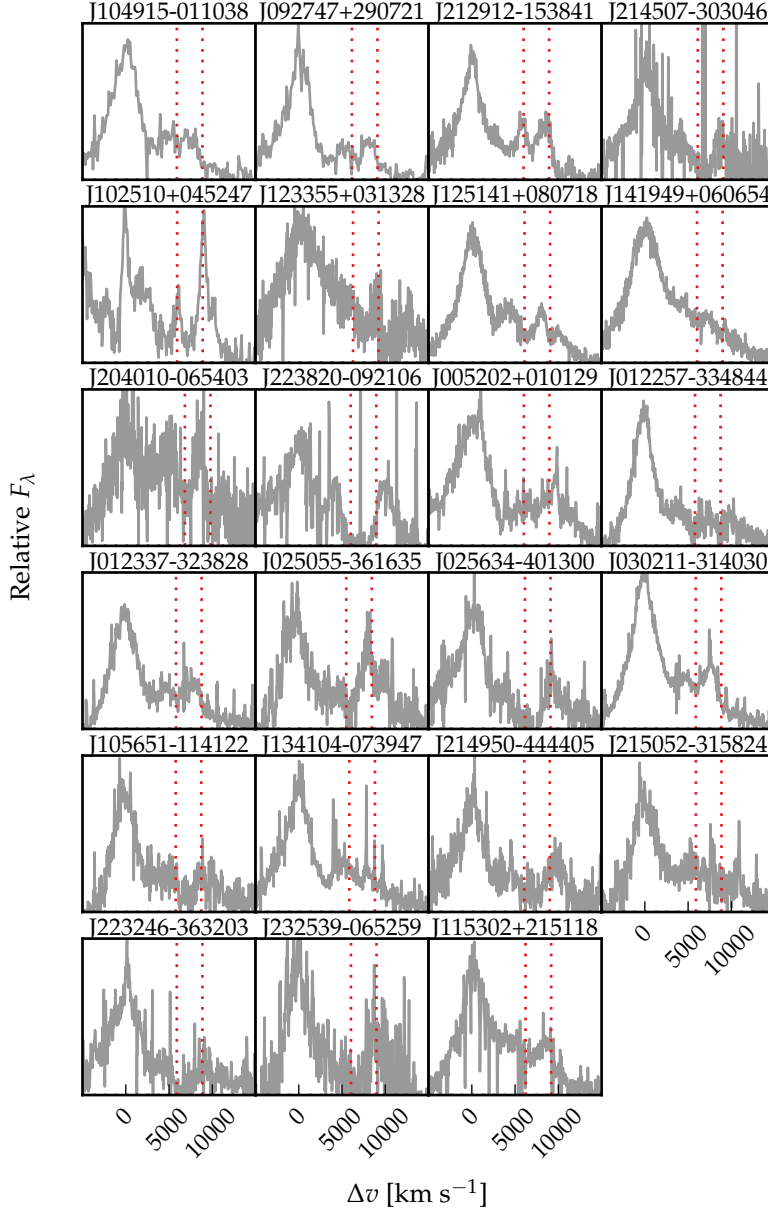 J104915-011038 J092747+290721 J212912-153841 J214507-303046
J102510+045247 J123355+031328 J125141+080718 J141949+060654
J204010-065403 J223820-092106 J005202+010129 J012257-334844
Relative Fλ
J012337-323828 J025055-361635 J025634-401300 J030211-314030
J105651-114122 J134104-073947 J214950-444405 J215052-315824
J223246-363203 J232539-065259 J115302+215118
0 5000 10000
0 5000 10000 0 5000 10000 0 5000 10000
Δv [km s⁻¹]